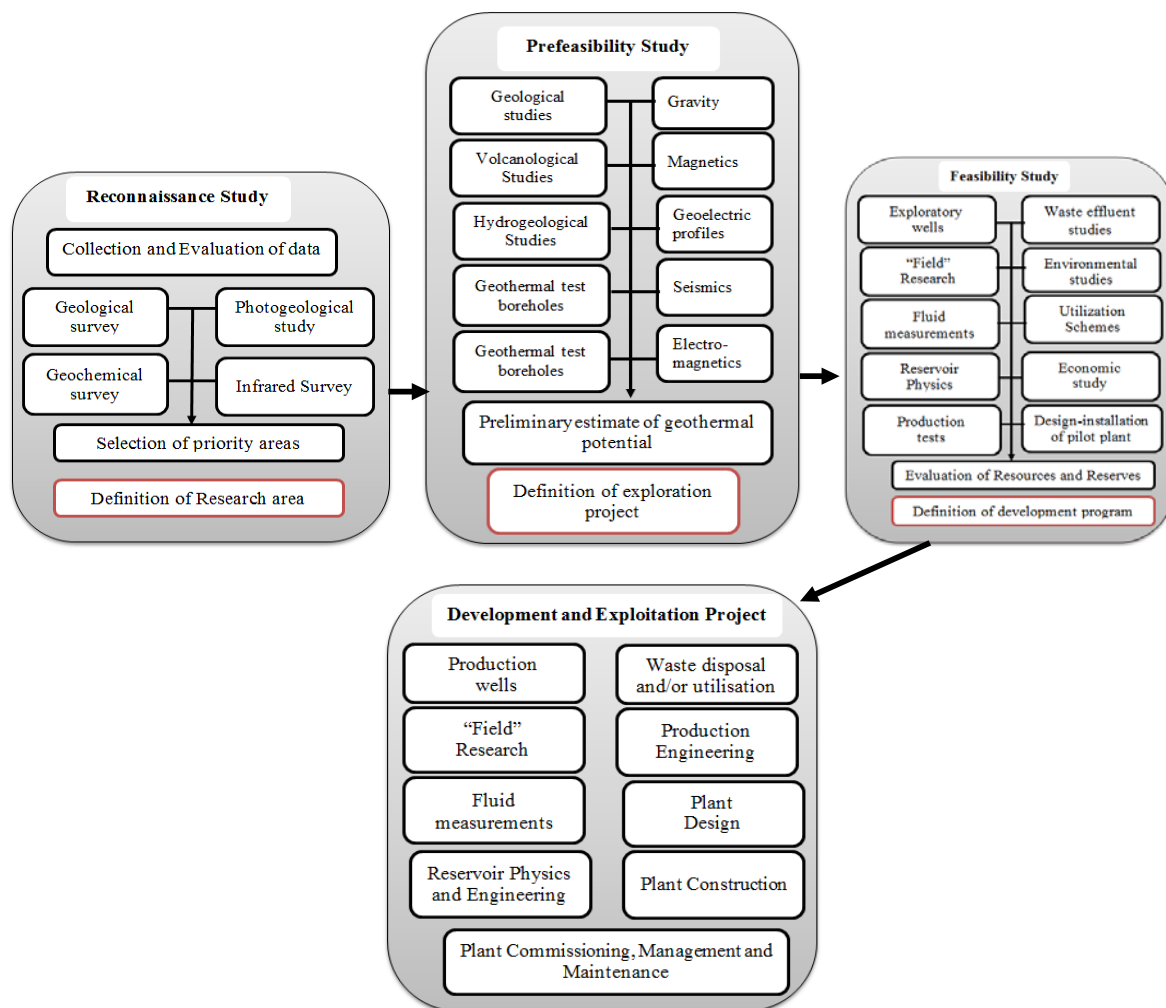 Reconnaissance Study
Collection and Evaluation of data
Geological
survey
Photogeological
study
Geochemical
survey
Infrared Survey
Selection of priority areas
Definition of Research area
Prefeasibility Study
Geological
studies
Gravity
Volcanological
Studies
Magnetics
Hydrogeological
Studies
Geoelectric
profiles
Geothermal test
boreholes
Seismics
Geothermal test
boreholes
Electro-
magnetics
Preliminary estimate of geothermal
potential
Definition of exploration
project
Feasibility Study
Exploratory
wells
Waste effluent
studies
“Field”
Research
Environmental
studies
Fluid
measurements
Utilization
Schemes
Reservoir
Physics
Economic
study
Production
tests
Design-installation
of pilot plant
Evaluation of Resources and Reserves
Definition of development program
Development and Exploitation Project
Production
wells
Waste disposal
and/or utilisation
“Field”
Research
Production
Engineering
Fluid
measurements
Plant
Design
Reservoir Physics
and Engineering
Plant Construction
Plant Commissioning, Management and
Maintenance